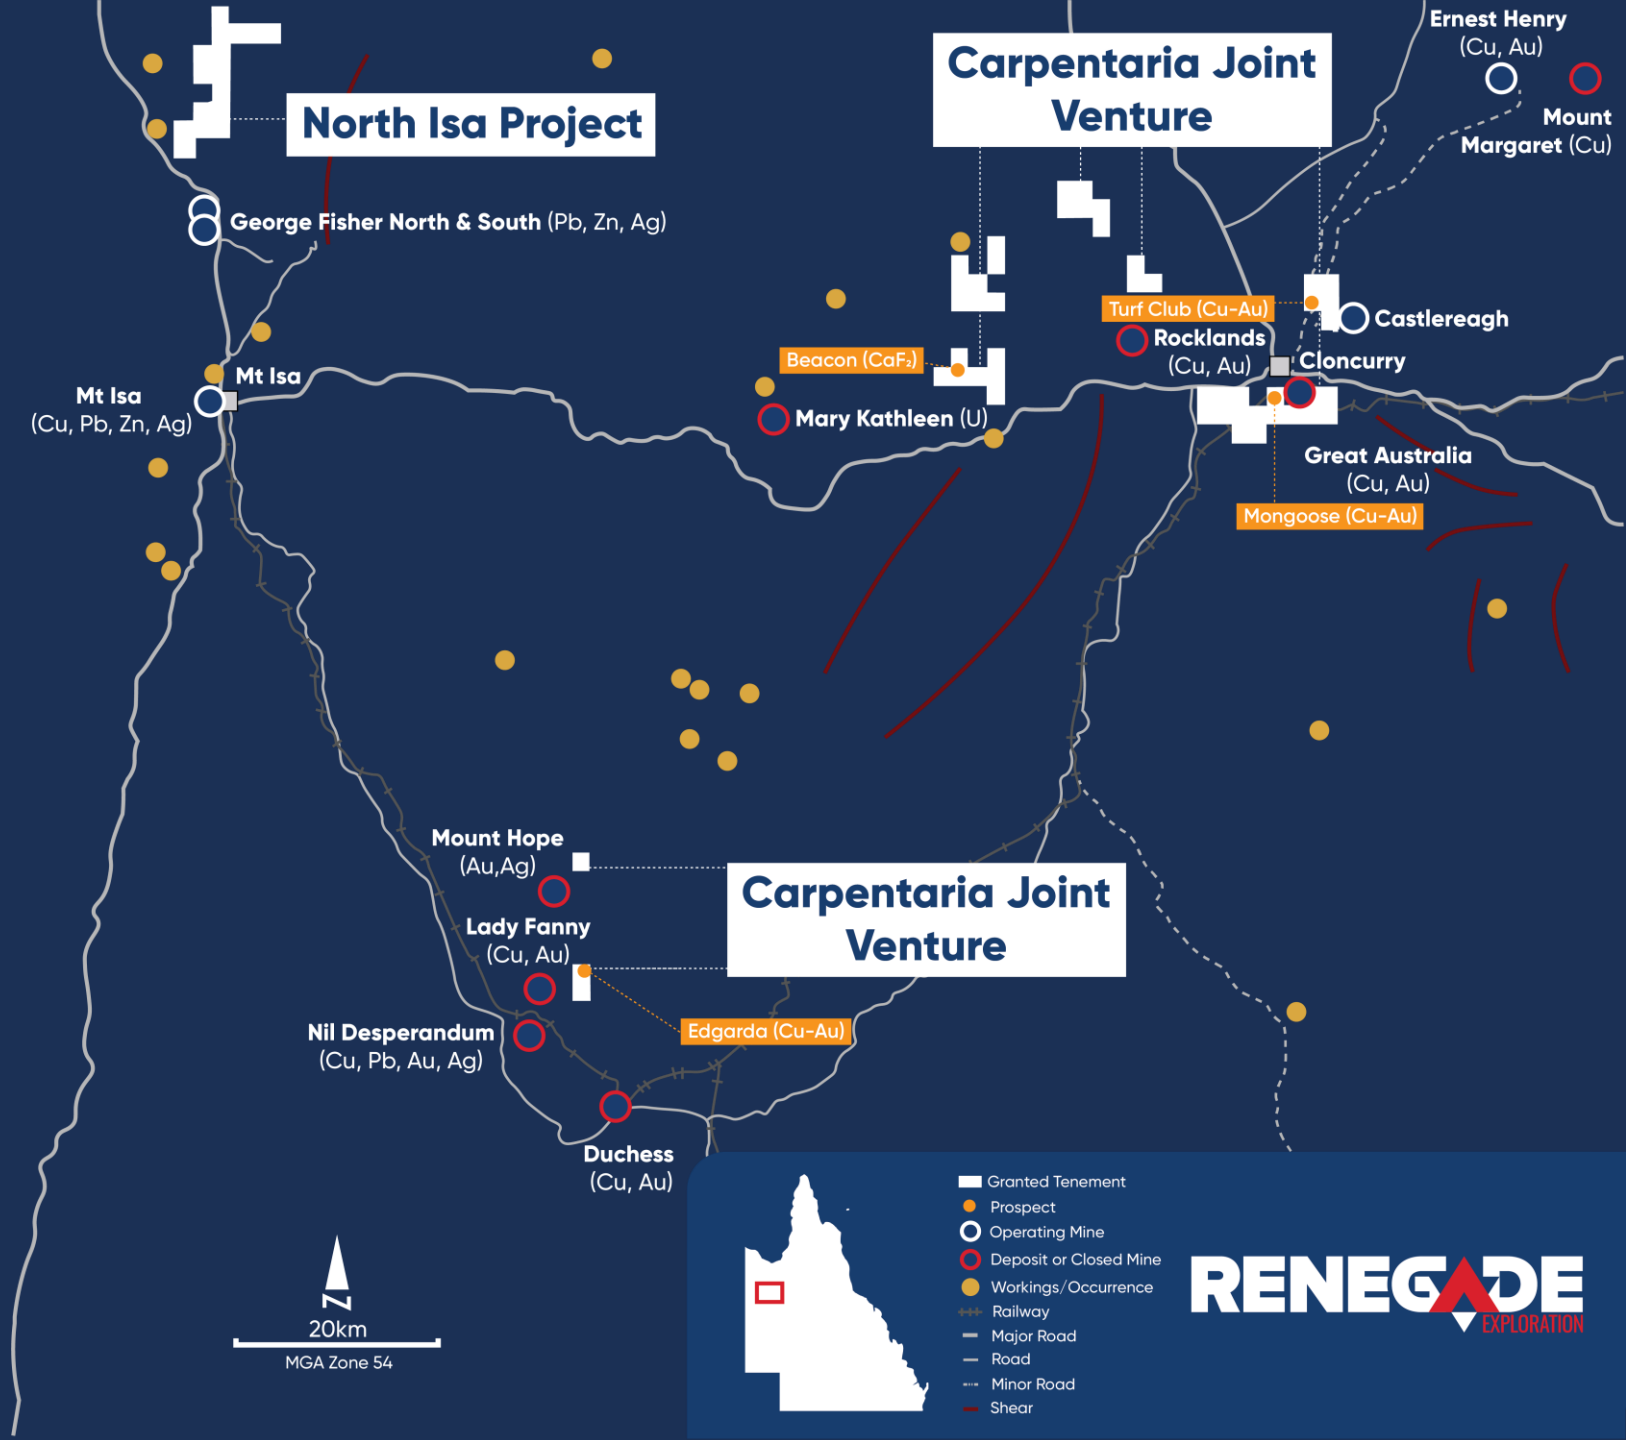 Ernest Henry
(Cu, Au)
Mount
Margaret (Cu)
Carpentaria Joint
Venture
North Isa Project
George Fisher North & South (Pb, Zn, Ag)
Turf Club (Cu-Au)
Castlereagh
Rocklands
(Cu, Au)
Cloncurry
Beacon (CaF₂)
Mt Isa
Mt Isa
(Cu, Pb, Zn, Ag)
Mary Kathleen (U)
Great Australia
(Cu, Au)
Mongoose (Cu-Au)
Mount Hope
(Au,Ag)
Carpentaria Joint
Venture
Lady Fanny
(Cu, Au)
Edgarda (Cu-Au)
Nil Desperandum
(Cu, Pb, Au, Ag)
Duchess
(Cu, Au)
Z
20km
MGA Zone 54
Granted Tenement
Prospect
Operating Mine
Deposit or Closed Mine
Workings/Occurrence
Railway
Major Road
Road
Minor Road
Shear
RENEGADE
EXPLORATION